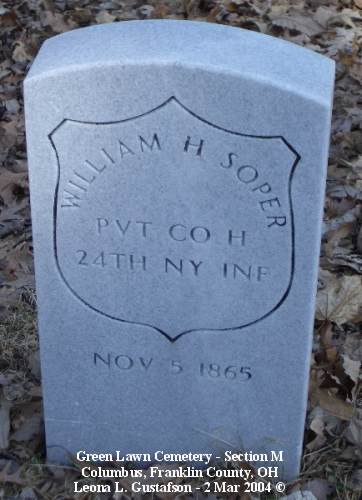 WILLIAM H SOPER
PVT CO H
24TH NY INF
NOV 5 1865
Green Lawn Cemetery - Section M
Columbus, Franklin County, OH
Leona L. Gustafson - 2 Mar 2004 ©